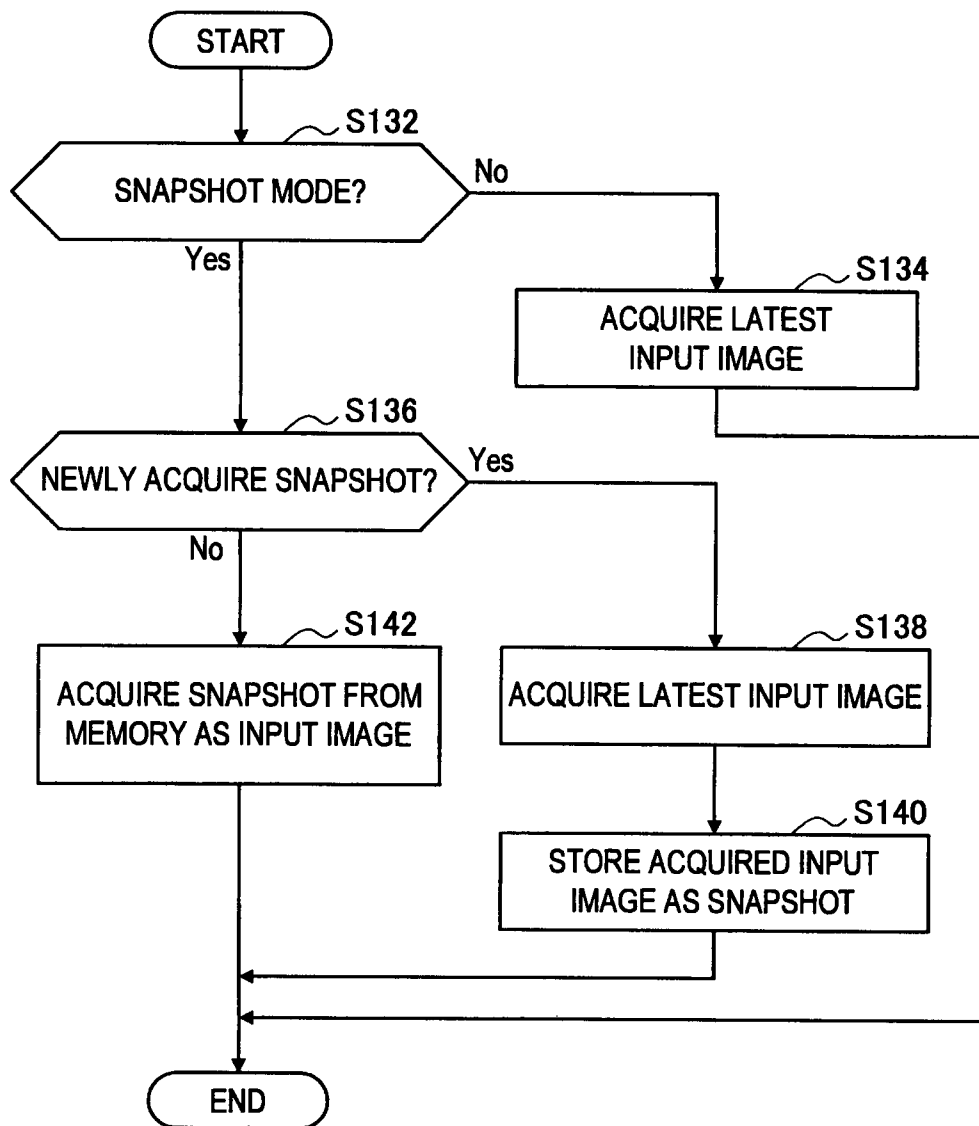 START
S132
SNAPSHOT MODE?
No
Yes
S134
ACQUIRE LATEST
INPUT IMAGE
S136
NEWLY ACQUIRE SNAPSHOT?
Yes
No
S142
ACQUIRE SNAPSHOT FROM
MEMORY AS INPUT IMAGE
S138
ACQUIRE LATEST INPUT IMAGE
S140
STORE ACQUIRED INPUT
IMAGE AS SNAPSHOT
END